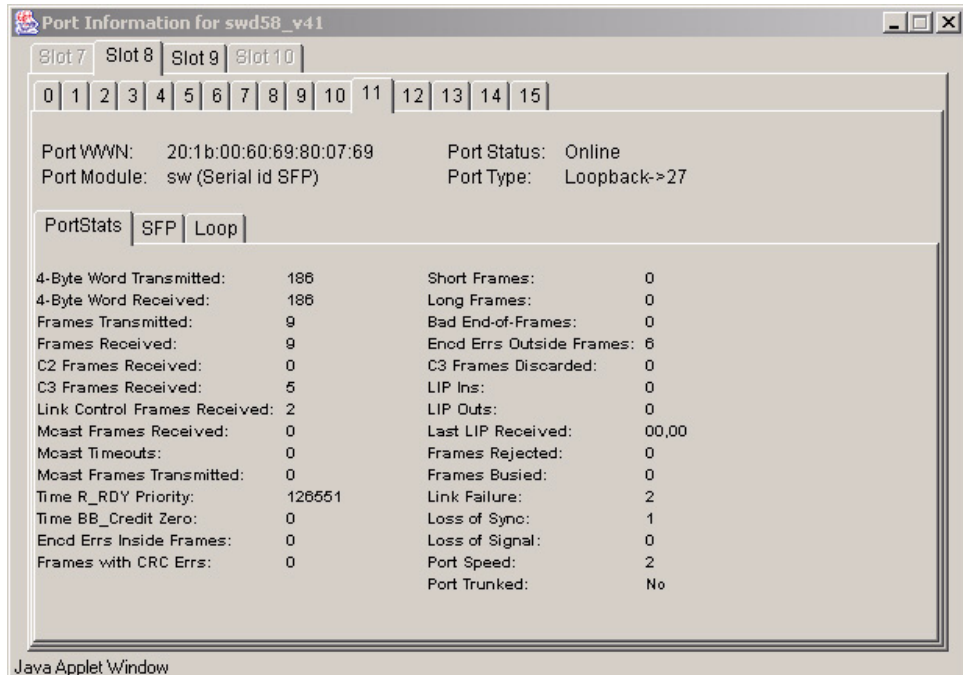 Port Information for swd58_v41
Slot 7 Slot 8 Slot 9 Slot 10
0 1 2 3 4 5 6 7 8 9 10 11 12 13 14 15
Port WWN: 20:1b:00:60:69:80:07:69 Port Status: Online
Port Module: sw (Serial id SFP) Port Type: Loopback->27
PortStats SFP Loop
4-Byte Word Transmitted: 186 Short Frames: 0
4-Byte Word Received: 186 Long Frames: 0
Frames Transmitted: 9 Bad End-of-Frames: 0
Frames Received: 9 Encd Errs Outside Frames: 6
C2 Frames Received: 0 C3 Frames Discarded: 0
C3 Frames Received: 5 LIP Ins: 0
Link Control Frames Received: 2 LIP Outs: 0
Mcast Frames Received: 0 Last LIP Received: 00,00
Mcast Timeouts: 0 Frames Rejected: 0
Mcast Frames Transmitted: 0 Frames Busied: 0
Time R_RDY Priority: 126551 Link Failure: 2
Time BB_Credit Zero: 0 Loss of Sync: 1
Encd Errs Inside Frames: 0 Loss of Signal: 0
Frames with CRC Errs: 0 Port Speed: 2
Port Trunked: No
Java Applet Window